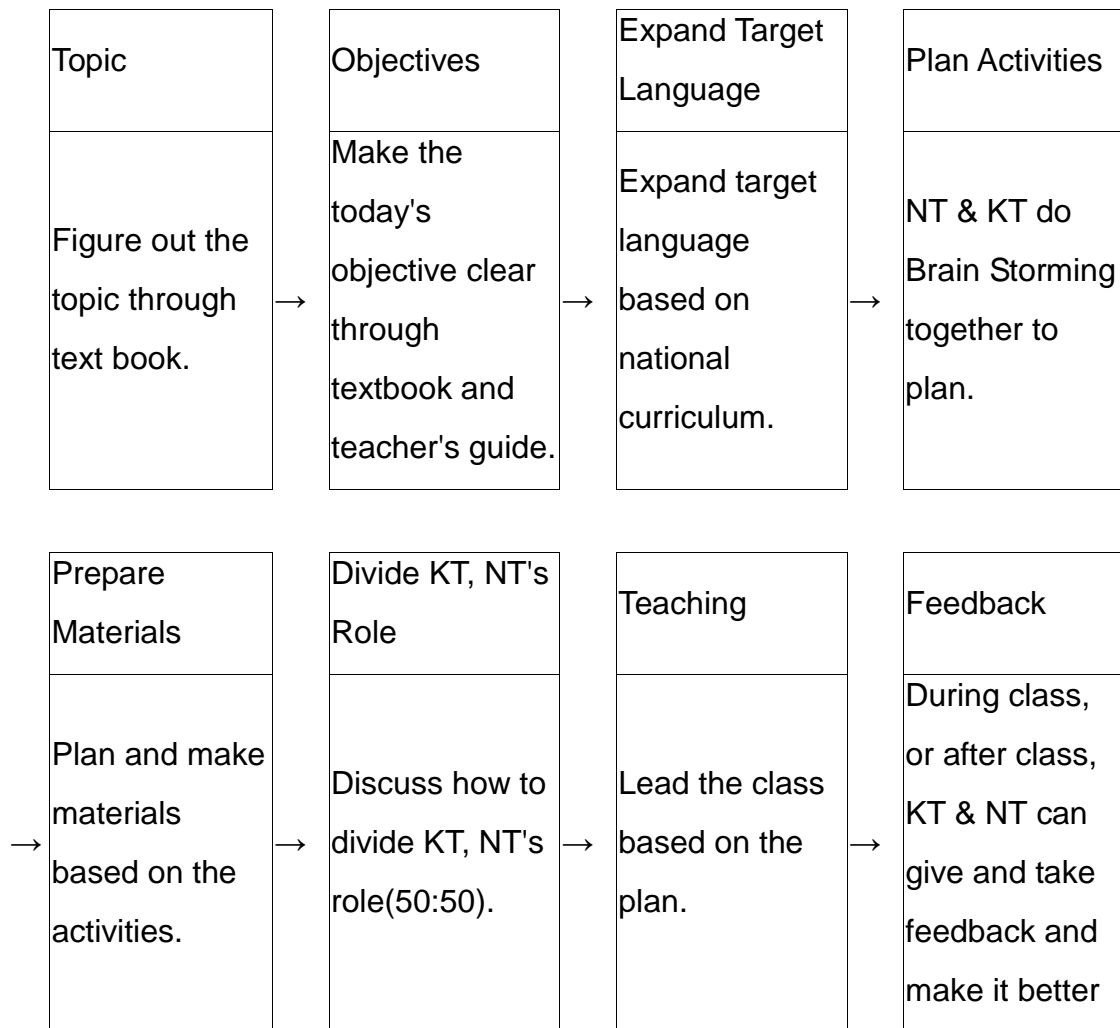 Topic
Objectives
Expand Target
Language
Plan Activities
Figure out the
topic through
text book.
→
Make the
today's
objective clear
through
textbook and
teacher's guide.
→
Expand target
language
based on
national
curriculum.
→
NT & KT do
Brain Storming
together to
plan.
Prepare
Materials
Divide KT, NT's
Role
Teaching
Feedback
→
Plan and make
materials
based on the
activities.
→
Discuss how to
divide KT, NT's
role(50:50).
→
Lead the class
based on the
plan.
→
During class,
or after class,
KT & NT can
give and take
feedback and
make it better